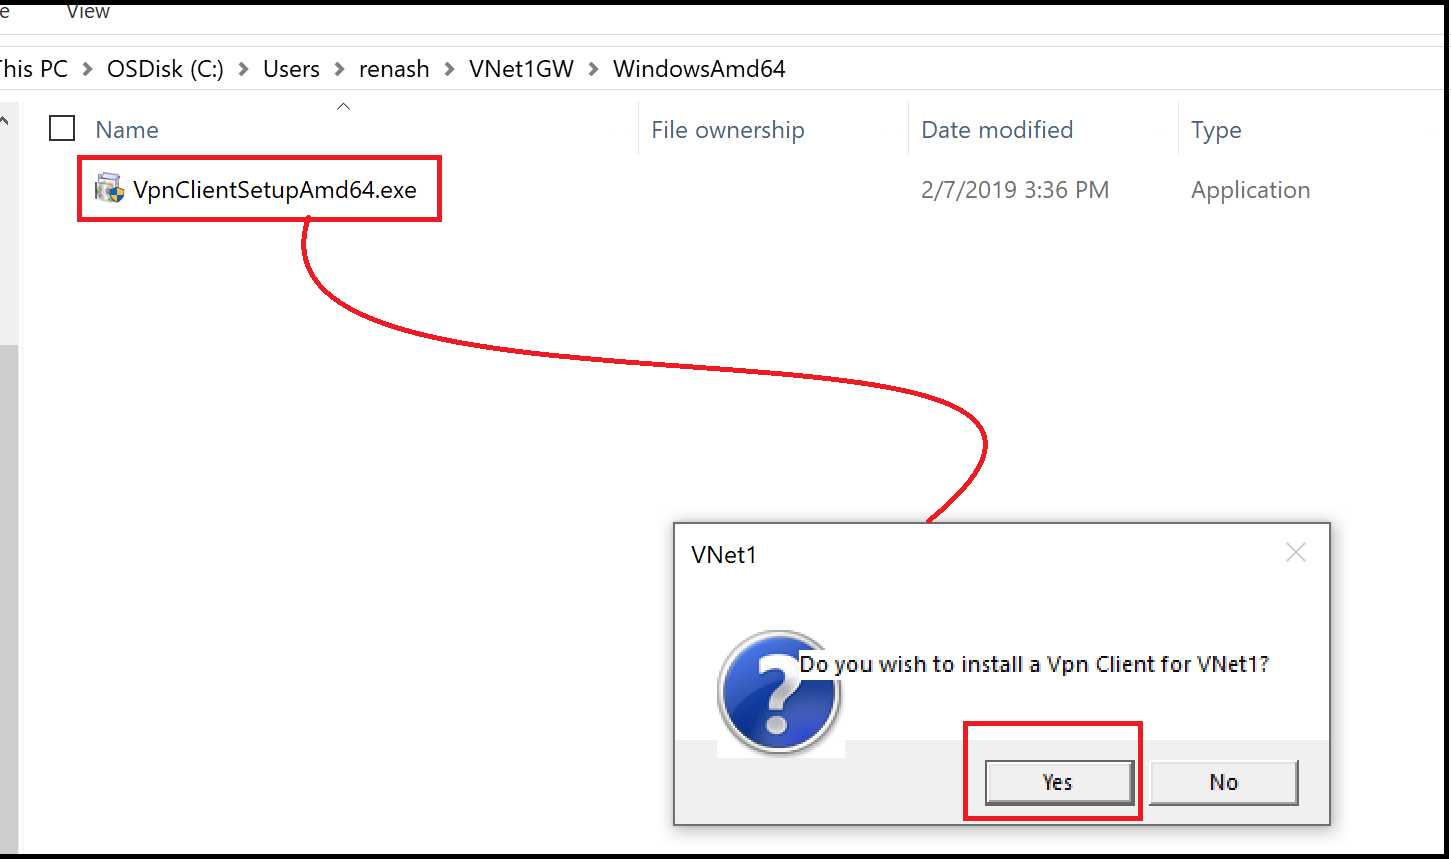 View
This PC > OSDisk (C:) > Users > renash > VNet1GW > WindowsAmd64
Name File ownership Date modified Type
VpnClientSetupAmd64.exe 2/7/2019 3:36 PM Application
VNet1
Do you wish to install a Vpn Client for VNet1?
Yes No